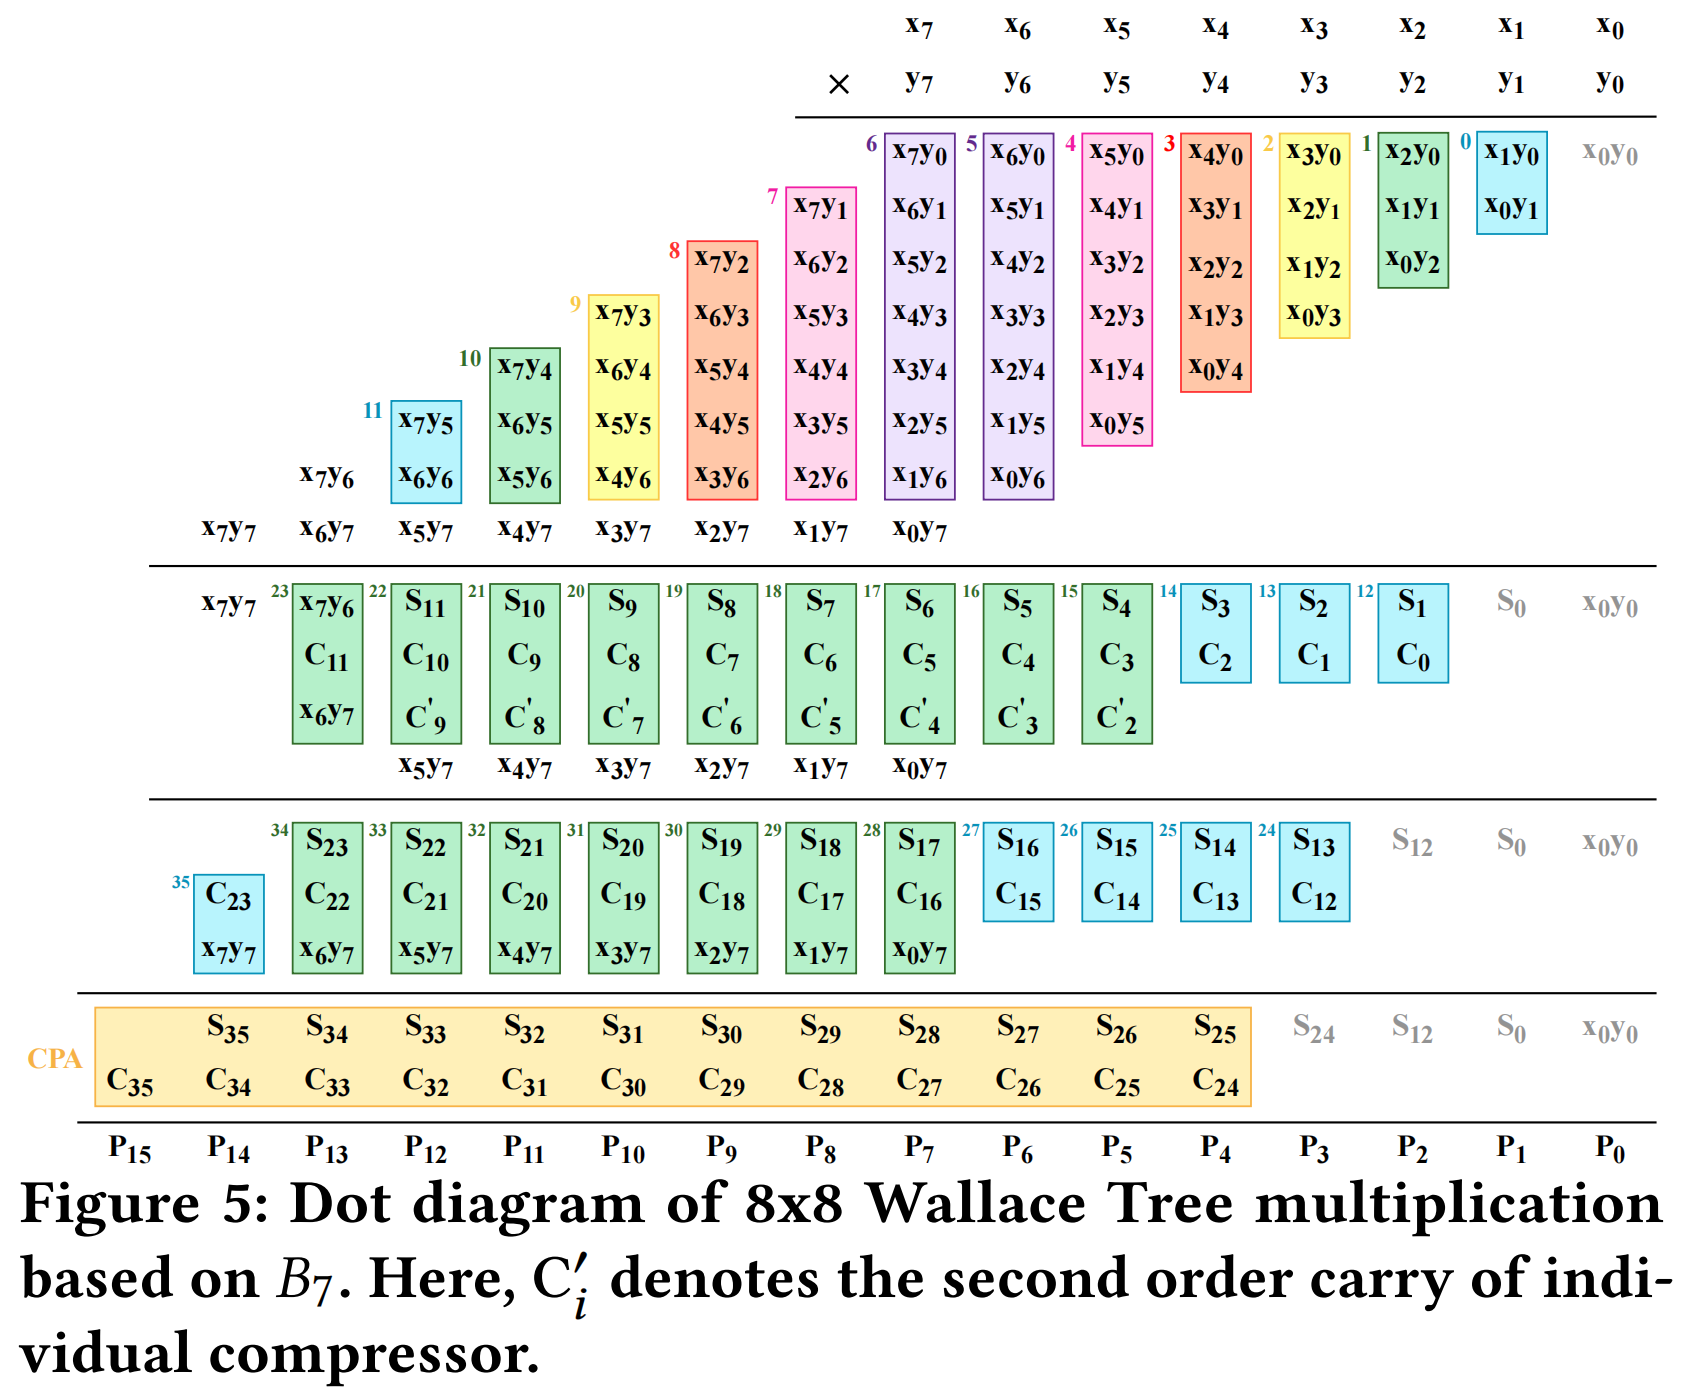 x7 x6 x5 x4 x3 x2 x1 x0
× y7 y6 y5 y4 y3 y2 y1 y0
6 x7y0 5 x6y0 4 x5y0 3 x4y0 2 x3y0 1 x2y0 0 x1y0 x0y0
7 x7y1 x6y1 x5y1 x4y1 x3y1 x2y1 x1y1 x0y1
8 x7y2 x6y2 x5y2 x4y2 x3y2 x2y2 x1y2 x0y2
9 x7y3 x6y3 x5y3 x4y3 x3y3 x2y3 x1y3 x0y3
10 x7y4 x6y4 x5y4 x4y4 x3y4 x2y4 x1y4 x0y4
11 x7y5 x6y5 x5y5 x4y5 x3y5 x2y5 x1y5 x0y5
x7y6 x6y6 x5y6 x4y6 x3y6 x2y6 x1y6 x0y6
x7y7 x6y7 x5y7 x4y7 x3y7 x2y7 x1y7 x0y7
x7y7 23 x7y6 22 S11 21 S10 20 S9 19 S8 18 S7 17 S6 16 S5 15 S4 14 S3 13 S2 12 S1 S0 x0y0
C11 C10 C9 C8 C7 C6 C5 C4 C3 C2 C1 C0
x6y7 C'9 C'8 C'7 C'6 C'5 C'4 C'3 C'2
x5y7 x4y7 x3y7 x2y7 x1y7 x0y7
34 S23 33 S22 32 S21 31 S20 30 S19 29 S18 28 S17 27 S16 26 S15 25 S14 24 S13 S12 S0 x0y0
35 C23 C22 C21 C20 C19 C18 C17 C16 C15 C14 C13 C12
x7y7 x6y7 x5y7 x4y7 x3y7 x2y7 x1y7 x0y7
S35 S34 S33 S32 S31 S30 S29 S28 S27 S26 S25 S24 S12 S0 x0y0
CPA
C35 C34 C33 C32 C31 C30 C29 C28 C27 C26 C25 C24
P15 P14 P13 P12 P11 P10 P9 P8 P7 P6 P5 P4 P3 P2 P1 P0
Figure 5: Dot diagram of 8x8 Wallace Tree multiplication
based on B7. Here, C'i denotes the second order carry of indi-
vidual compressor.